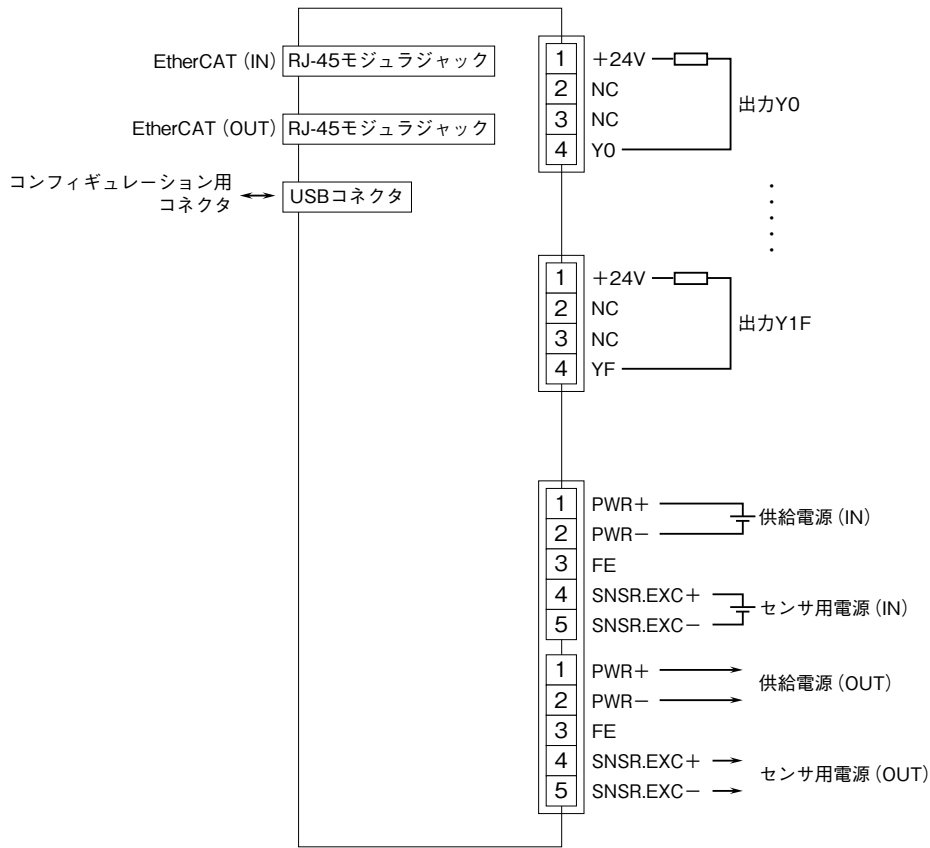 EtherCAT（IN）
RJ-45モジュラジャック
EtherCAT（OUT）
RJ-45モジュラジャック
コンフィギュレーション用
コネクタ
USBコネクタ
1 +24V
2 NC
3 NC
4 Y0
出力Y0
1 +24V
2 NC
3 NC
4 YF
出力Y1F
1 PWR+
2 PWR−
3 FE
4 SNSR.EXC+
5 SNSR.EXC−
供給電源（IN）
センサ用電源（IN）
1 PWR+
2 PWR−
3 FE
4 SNSR.EXC+
5 SNSR.EXC−
供給電源（OUT）
センサ用電源（OUT）